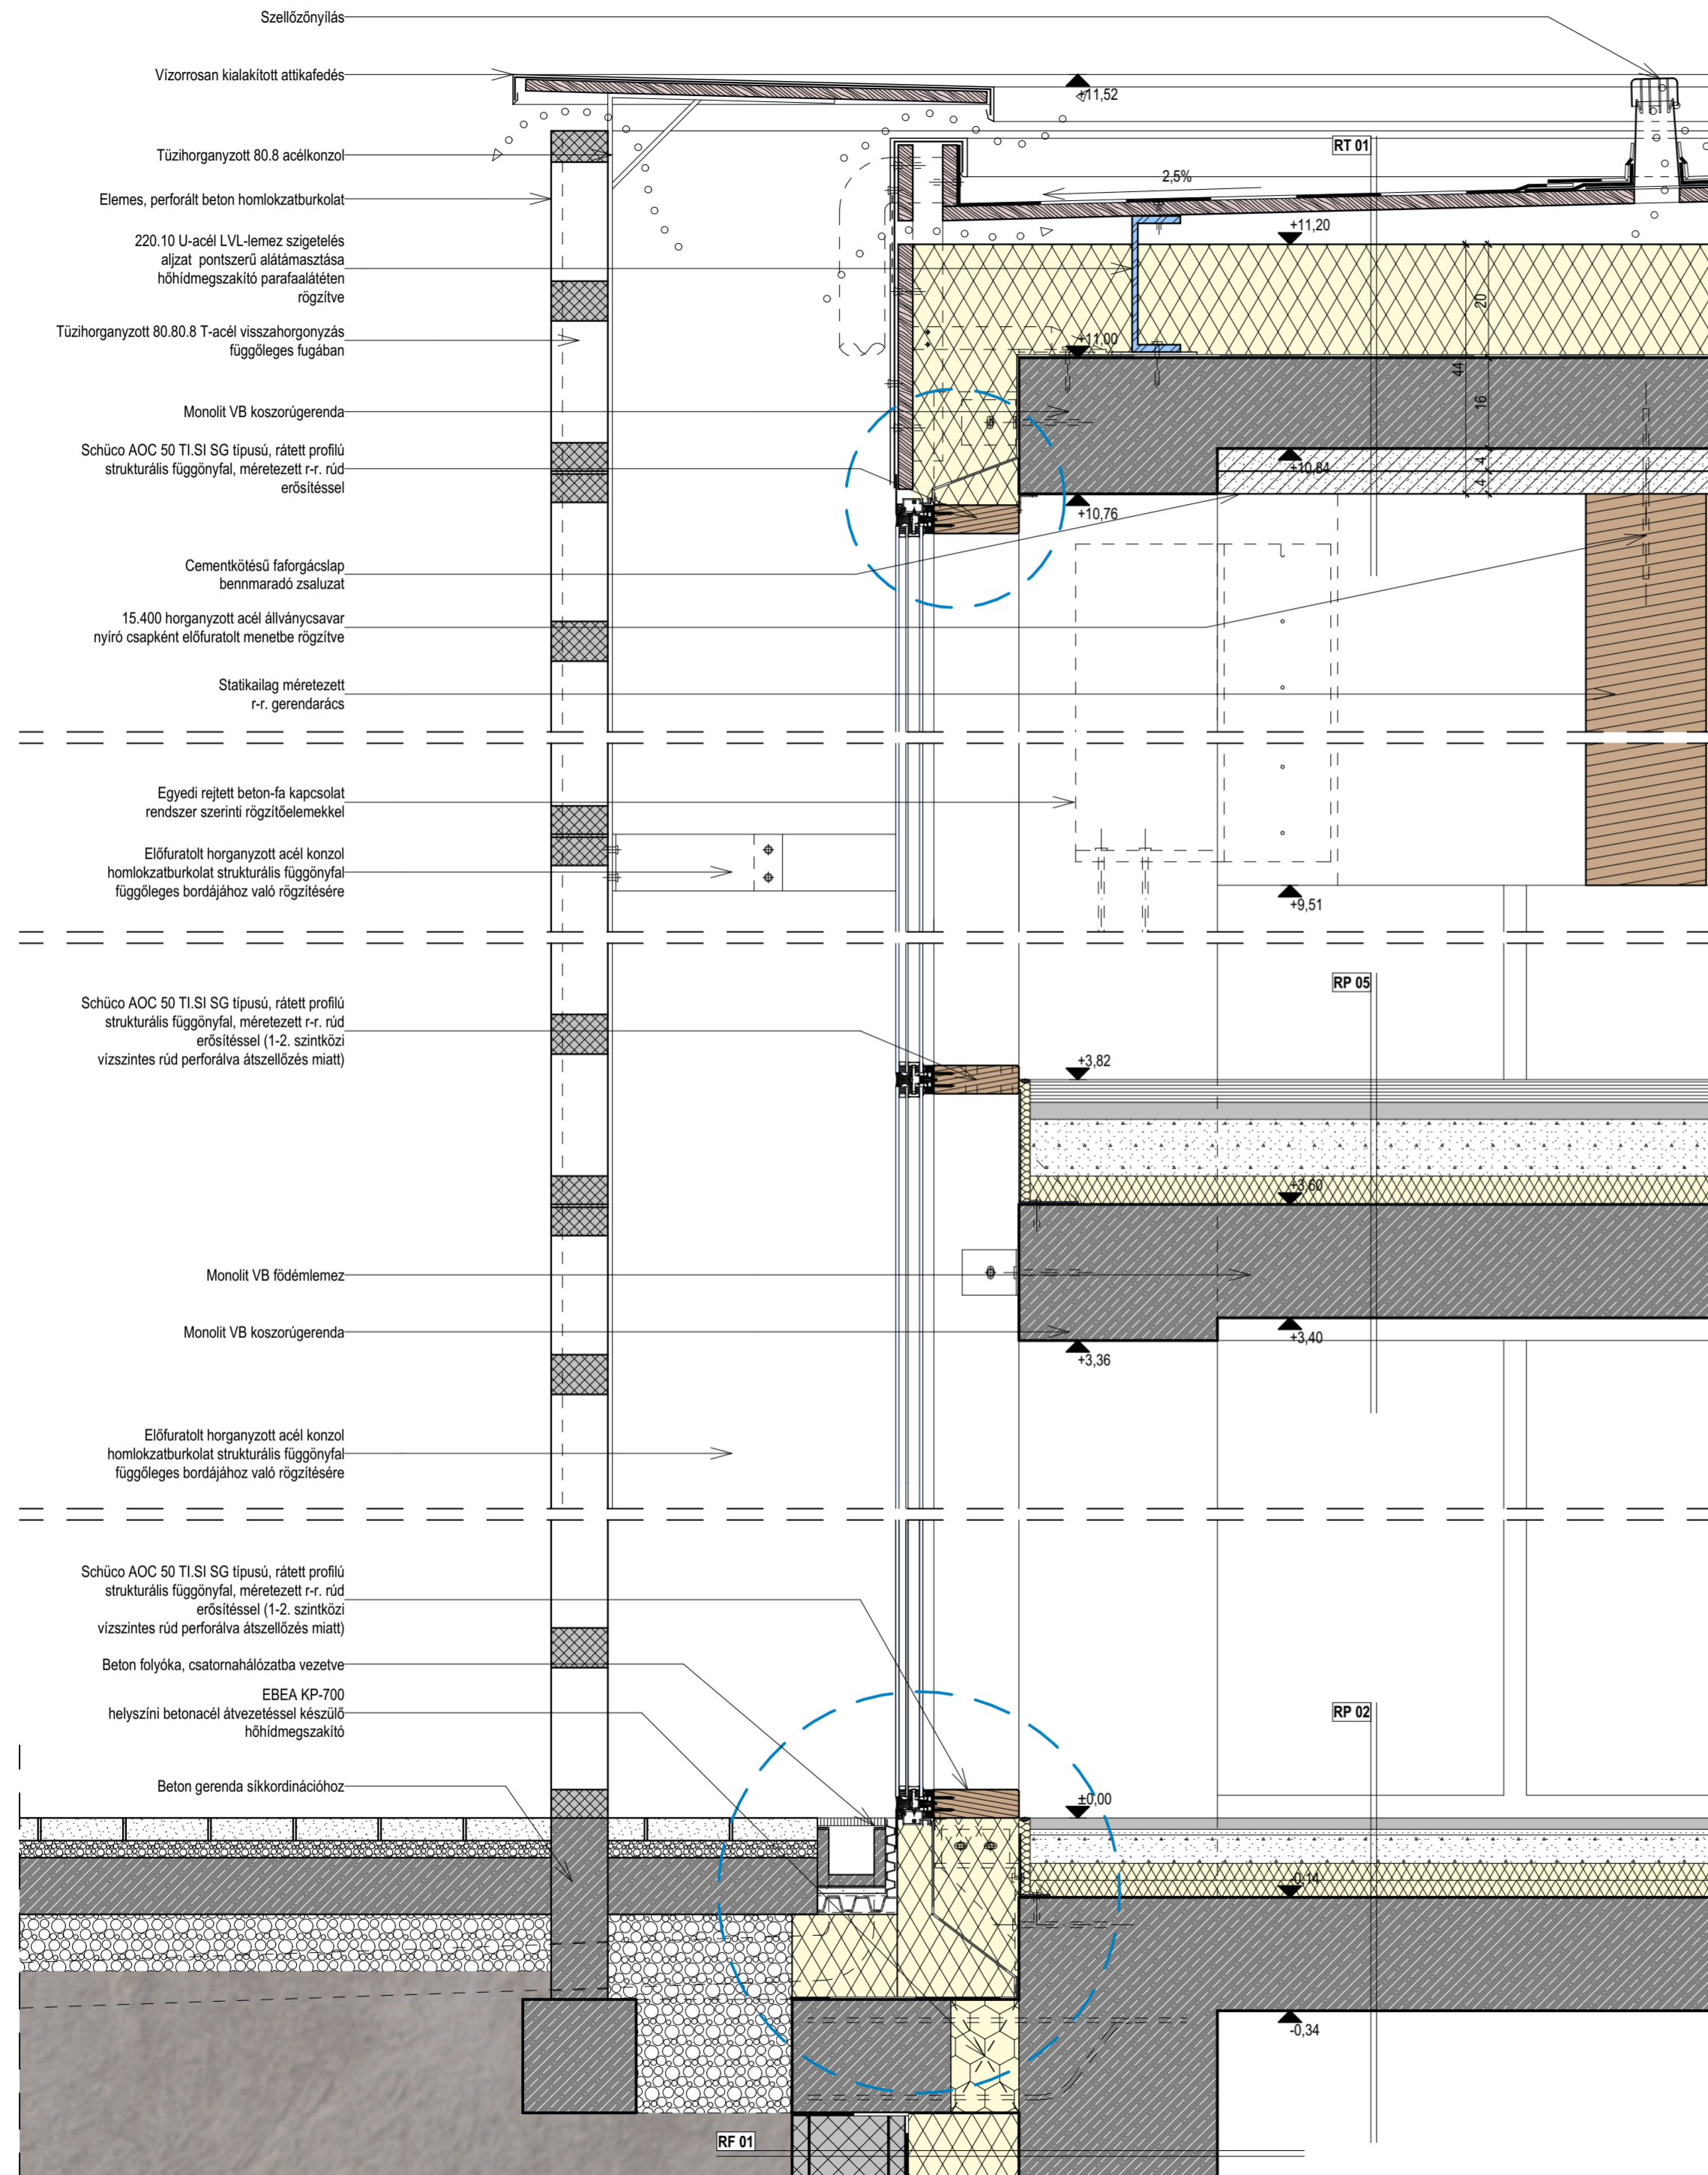 Szellőzőnyílás
Vízorrosan kialakított attikafedés
+11,52
Tüzihorganyzott 80.8 acélkonzol
RT 01
2,5%
Elemes, perforált beton homlokzatburkolat
220.10 U-acél LVL-lemez szigetelés
aljzat pontszerű alátámasztása
hőhídmegszakító parafaalátéten
rögzítve
+11,20
20
Tüzihorganyzott 80.80.8 T-acél visszahorgonyzás
függőleges fugában
+11,00
44
16
Monolit VB koszorúgerenda
Schüco AOC 50 TI.SI SG típusú, rátett profilú
strukturális függönyfal, méretezett r-r. rúd
erősítéssel
+10,84
4
4
+10,76
Cementkötésű faforgácslap
bennmaradó zsaluzat
15.400 horganyzott acél állványcsavar
nyíró csapként előfuratolt menetbe rögzítve
Statikailag méretezett
r-r. gerendarács
Egyedi rejtett beton-fa kapcsolat
rendszer szerinti rögzítőelemekkel
Előfuratolt horganyzott acél konzol
homlokzatburkolat strukturális függönyfal
függőleges bordájához való rögzítésére
+9,51
RP 05
Schüco AOC 50 TI.SI SG típusú, rátett profilú
strukturális függönyfal, méretezett r-r. rúd
erősítéssel (1-2. szintközi
vízszintes rúd perforálva átszellőzés miatt)
+3,82
+3,60
Monolit VB födémlemez
Monolit VB koszorúgerenda
+3,40
+3,36
Előfuratolt horganyzott acél konzol
homlokzatburkolat strukturális függönyfal
függőleges bordájához való rögzítésére
Schüco AOC 50 TI.SI SG típusú, rátett profilú
strukturális függönyfal, méretezett r-r. rúd
erősítéssel (1-2. szintközi
vízszintes rúd perforálva átszellőzés miatt)
Beton folyóka, csatornahálózatba vezetve
EBEA KP-700
helyszíni betonacél átvezetéssel készülő
hőhídmegszakító
RP 02
Beton gerenda síkkordinációhoz
±0,00
-0,14
-0,34
RF 01